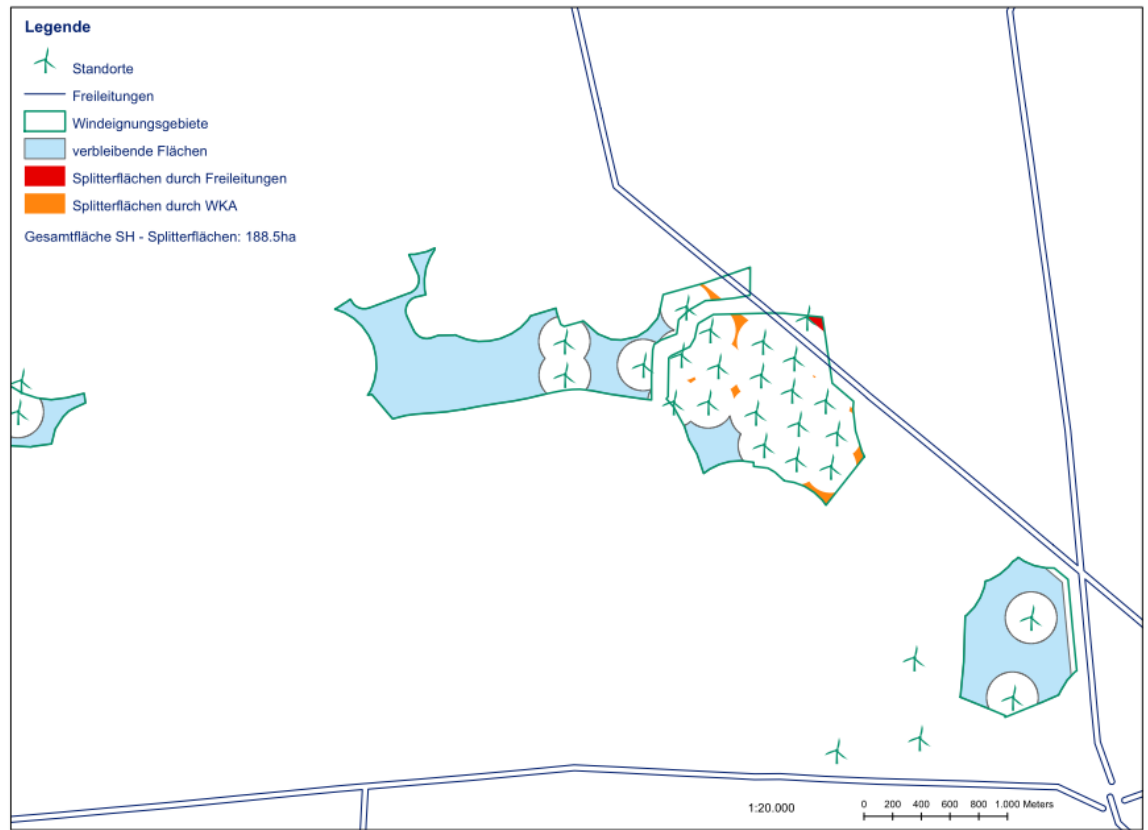 Legende
Standorte
Freileitungen
Windeignungsgebiete
verbleibende Flächen
Splitterflächen durch Freileitungen
Splitterflächen durch WKA
Gesamtfläche SH - Splitterflächen: 188.5ha
1:20.000
0 200 400 600 800 1.000 Meters